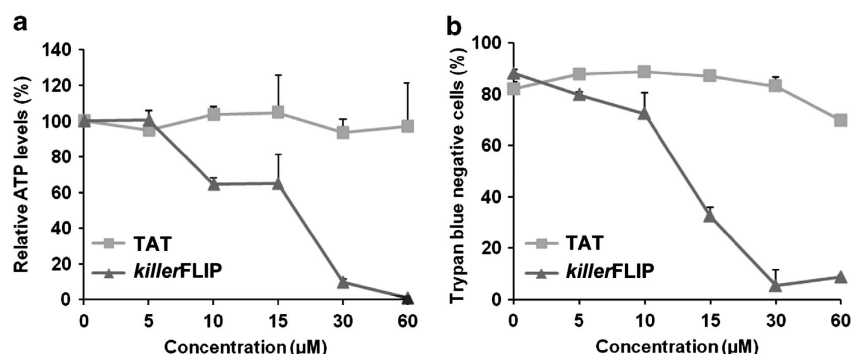 a
140
120
100
80
60
40
20
0
Relative ATP levels (%)
TAT
killerFLIP
0 5 10 15 30 60
Concentration (µM)
b
100
80
60
40
20
0
Trypan blue negative cells (%)
TAT
killerFLIP
0 5 10 15 30 60
Concentration (µM)